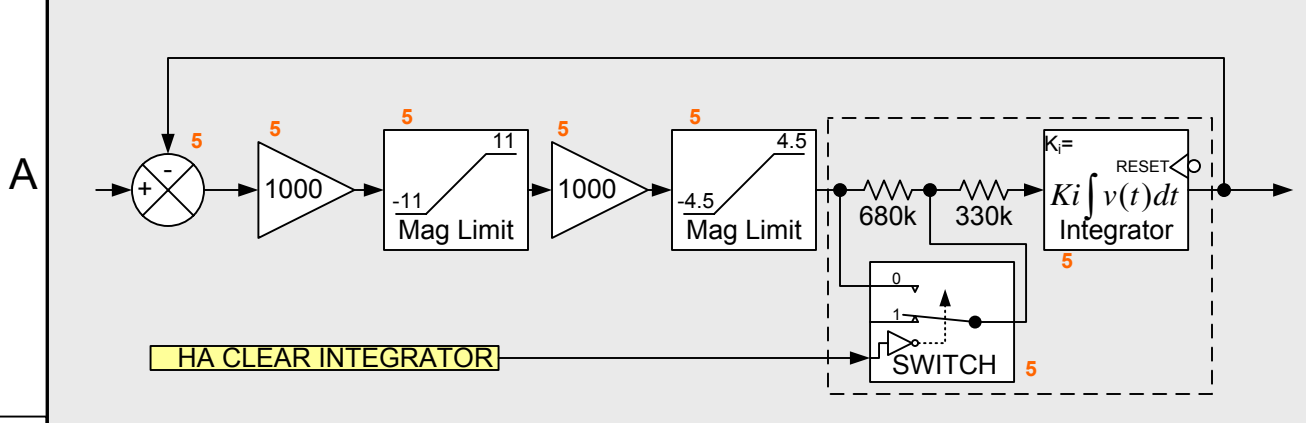 A
5
5
5
5
5
-
+
1000
11
-11
Mag Limit
1000
4.5
-4.5
Mag Limit
680k
330k
Ki=
RESET
Ki∫v(t)dt
Integrator
5
0
1
SWITCH
5
HA CLEAR INTEGRATOR